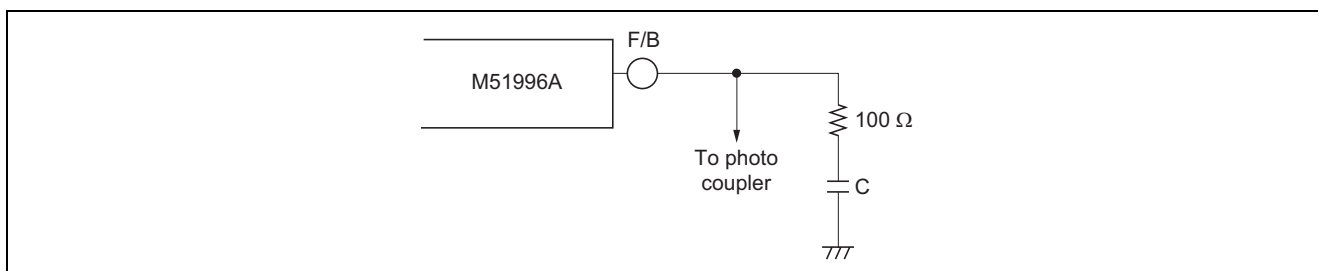 F/B
M51996A
100 Ω
To photo
coupler
C